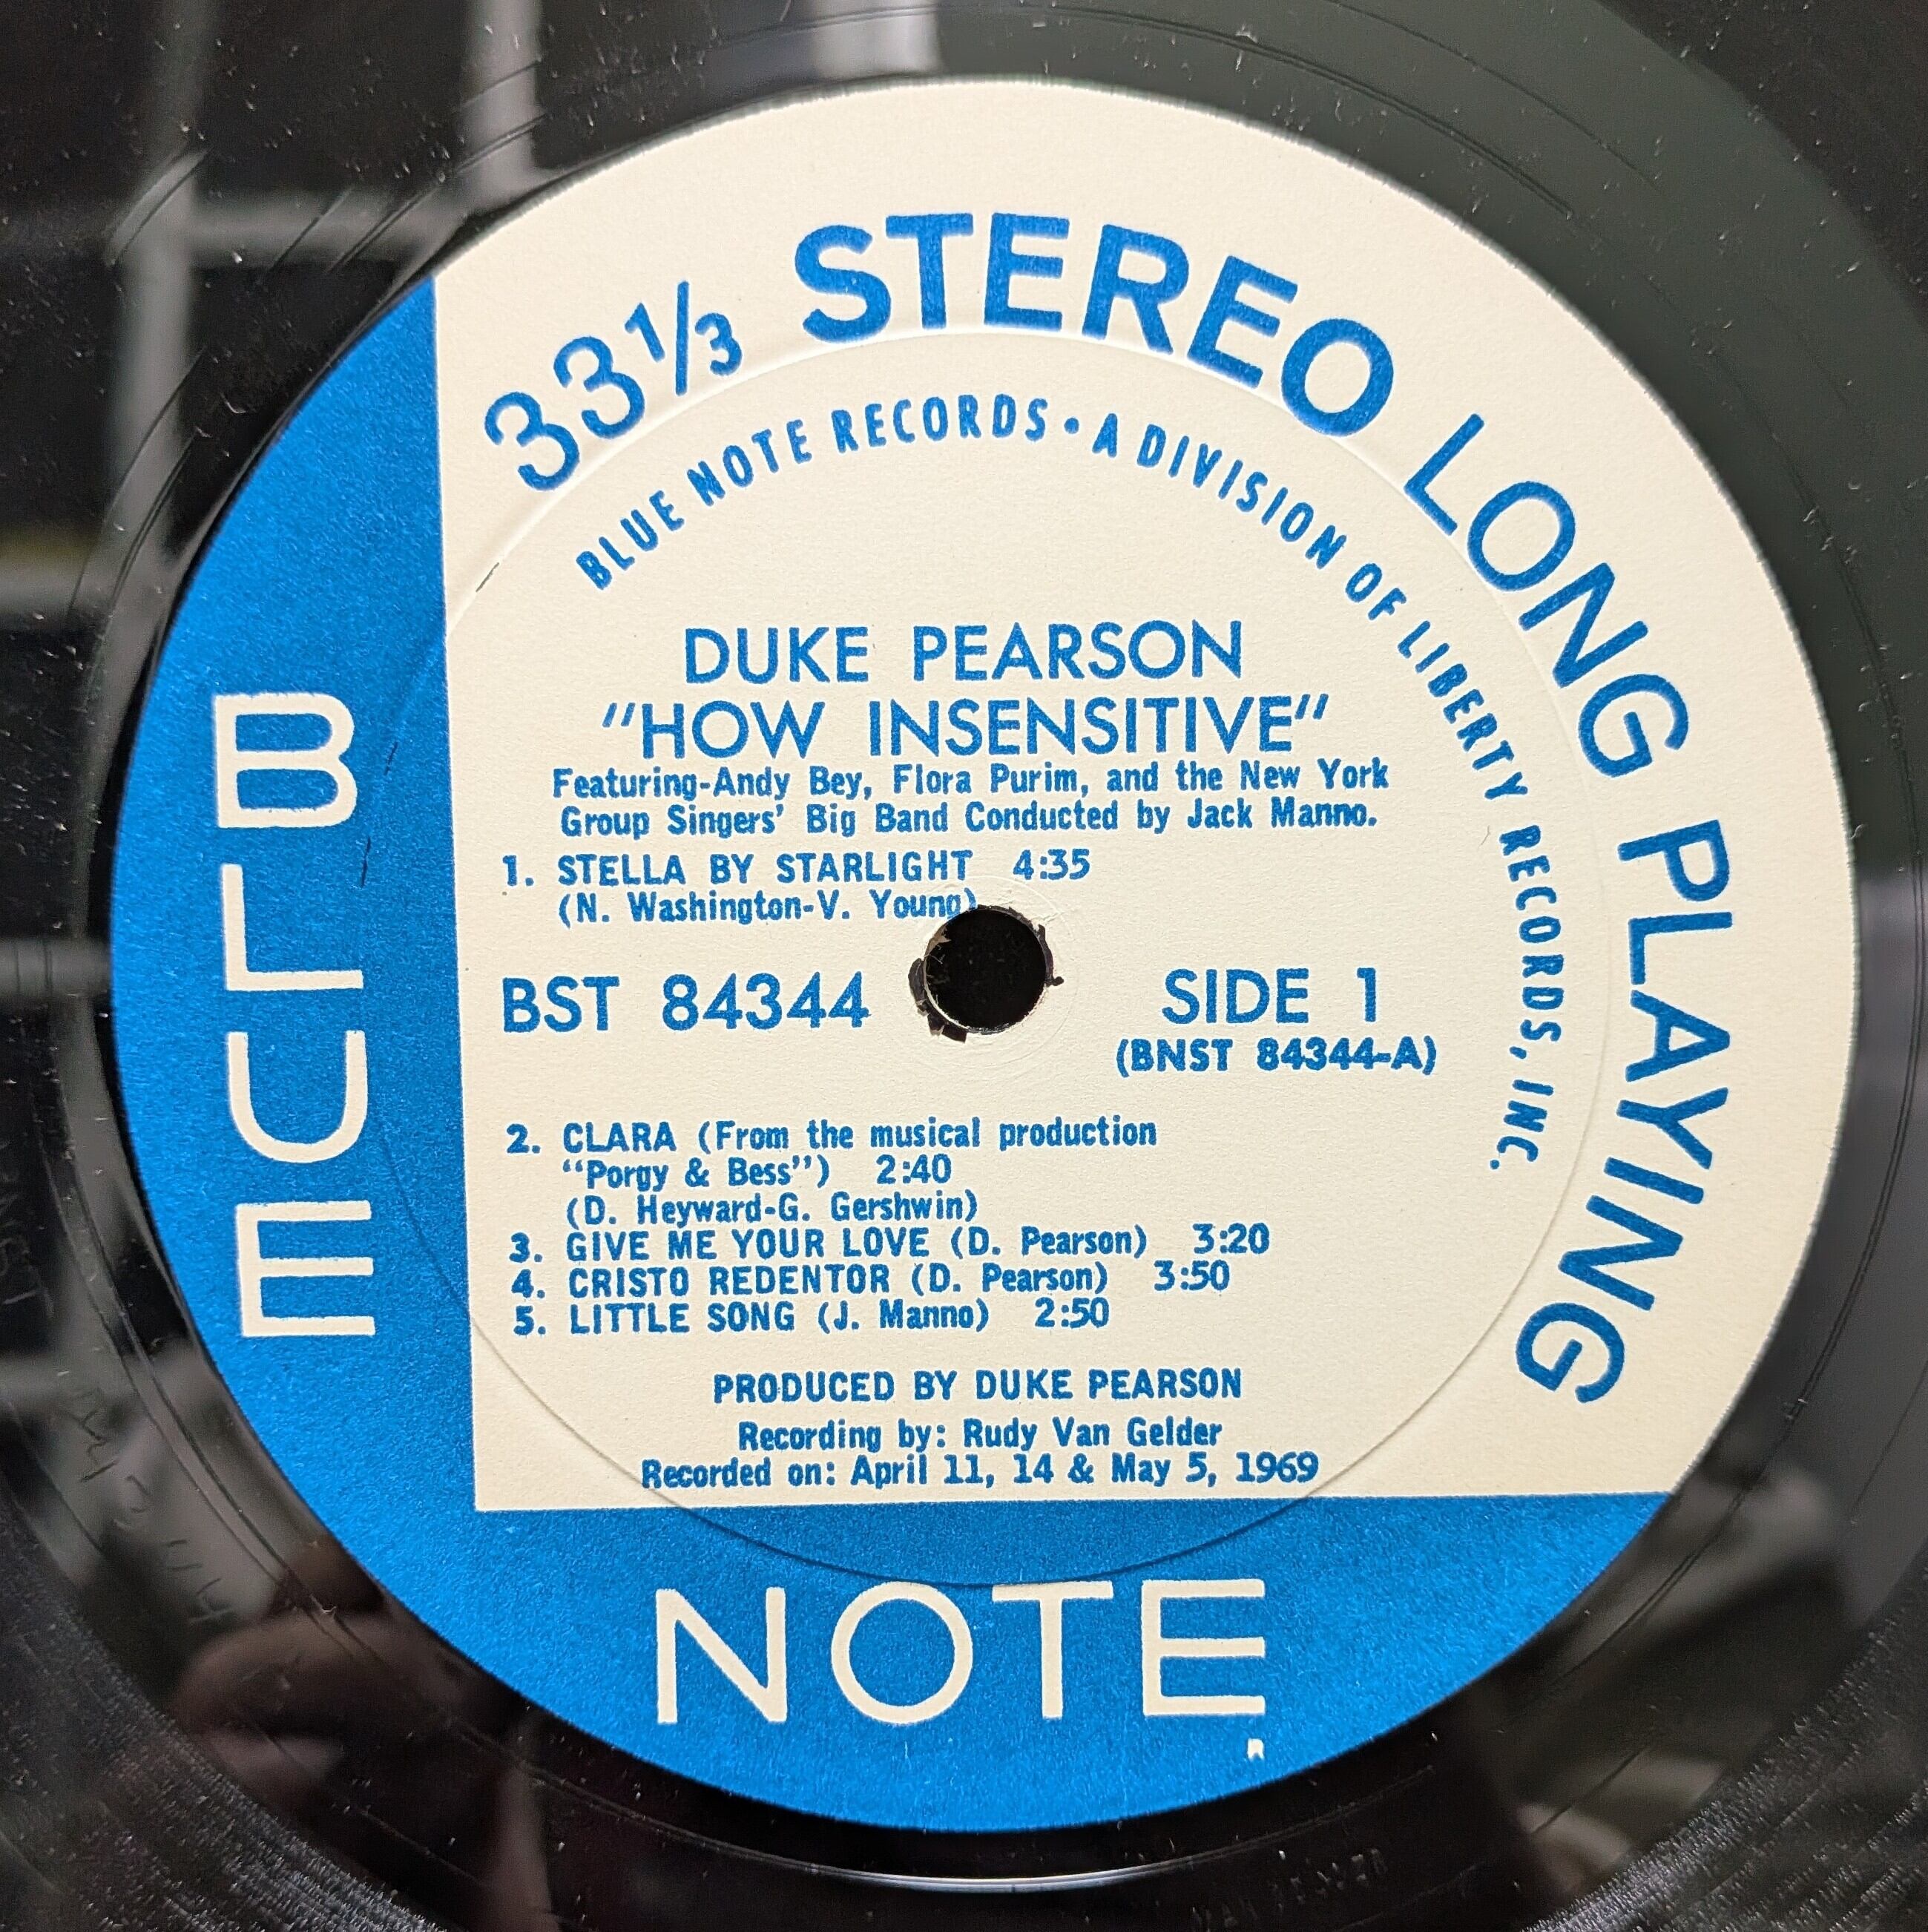 33 1/3 STEREO LONG PLAYING
BLUE NOTE RECORDS • A DIVISION OF LIBERTY RECORDS, INC.
DUKE PEARSON
"HOW INSENSITIVE"
Featuring-Andy Bey, Flora Purim, and the New York
Group Singers' Big Band Conducted by Jack Manno.
1. STELLA BY STARLIGHT 4:35
(N. Washington-V. Young)
BST 84344
SIDE 1
(BNST 84344-A)
2. CLARA (From the musical production
"Porgy & Bess") 2:40
(D. Heyward-G. Gershwin)
3. GIVE ME YOUR LOVE (D. Pearson) 3:20
4. CRISTO REDENTOR (D. Pearson) 3:50
5. LITTLE SONG (J. Manno) 2:50
PRODUCED BY DUKE PEARSON
Recording by: Rudy Van Gelder
Recorded on: April 11, 14 & May 5, 1969
BLUE
NOTE
R